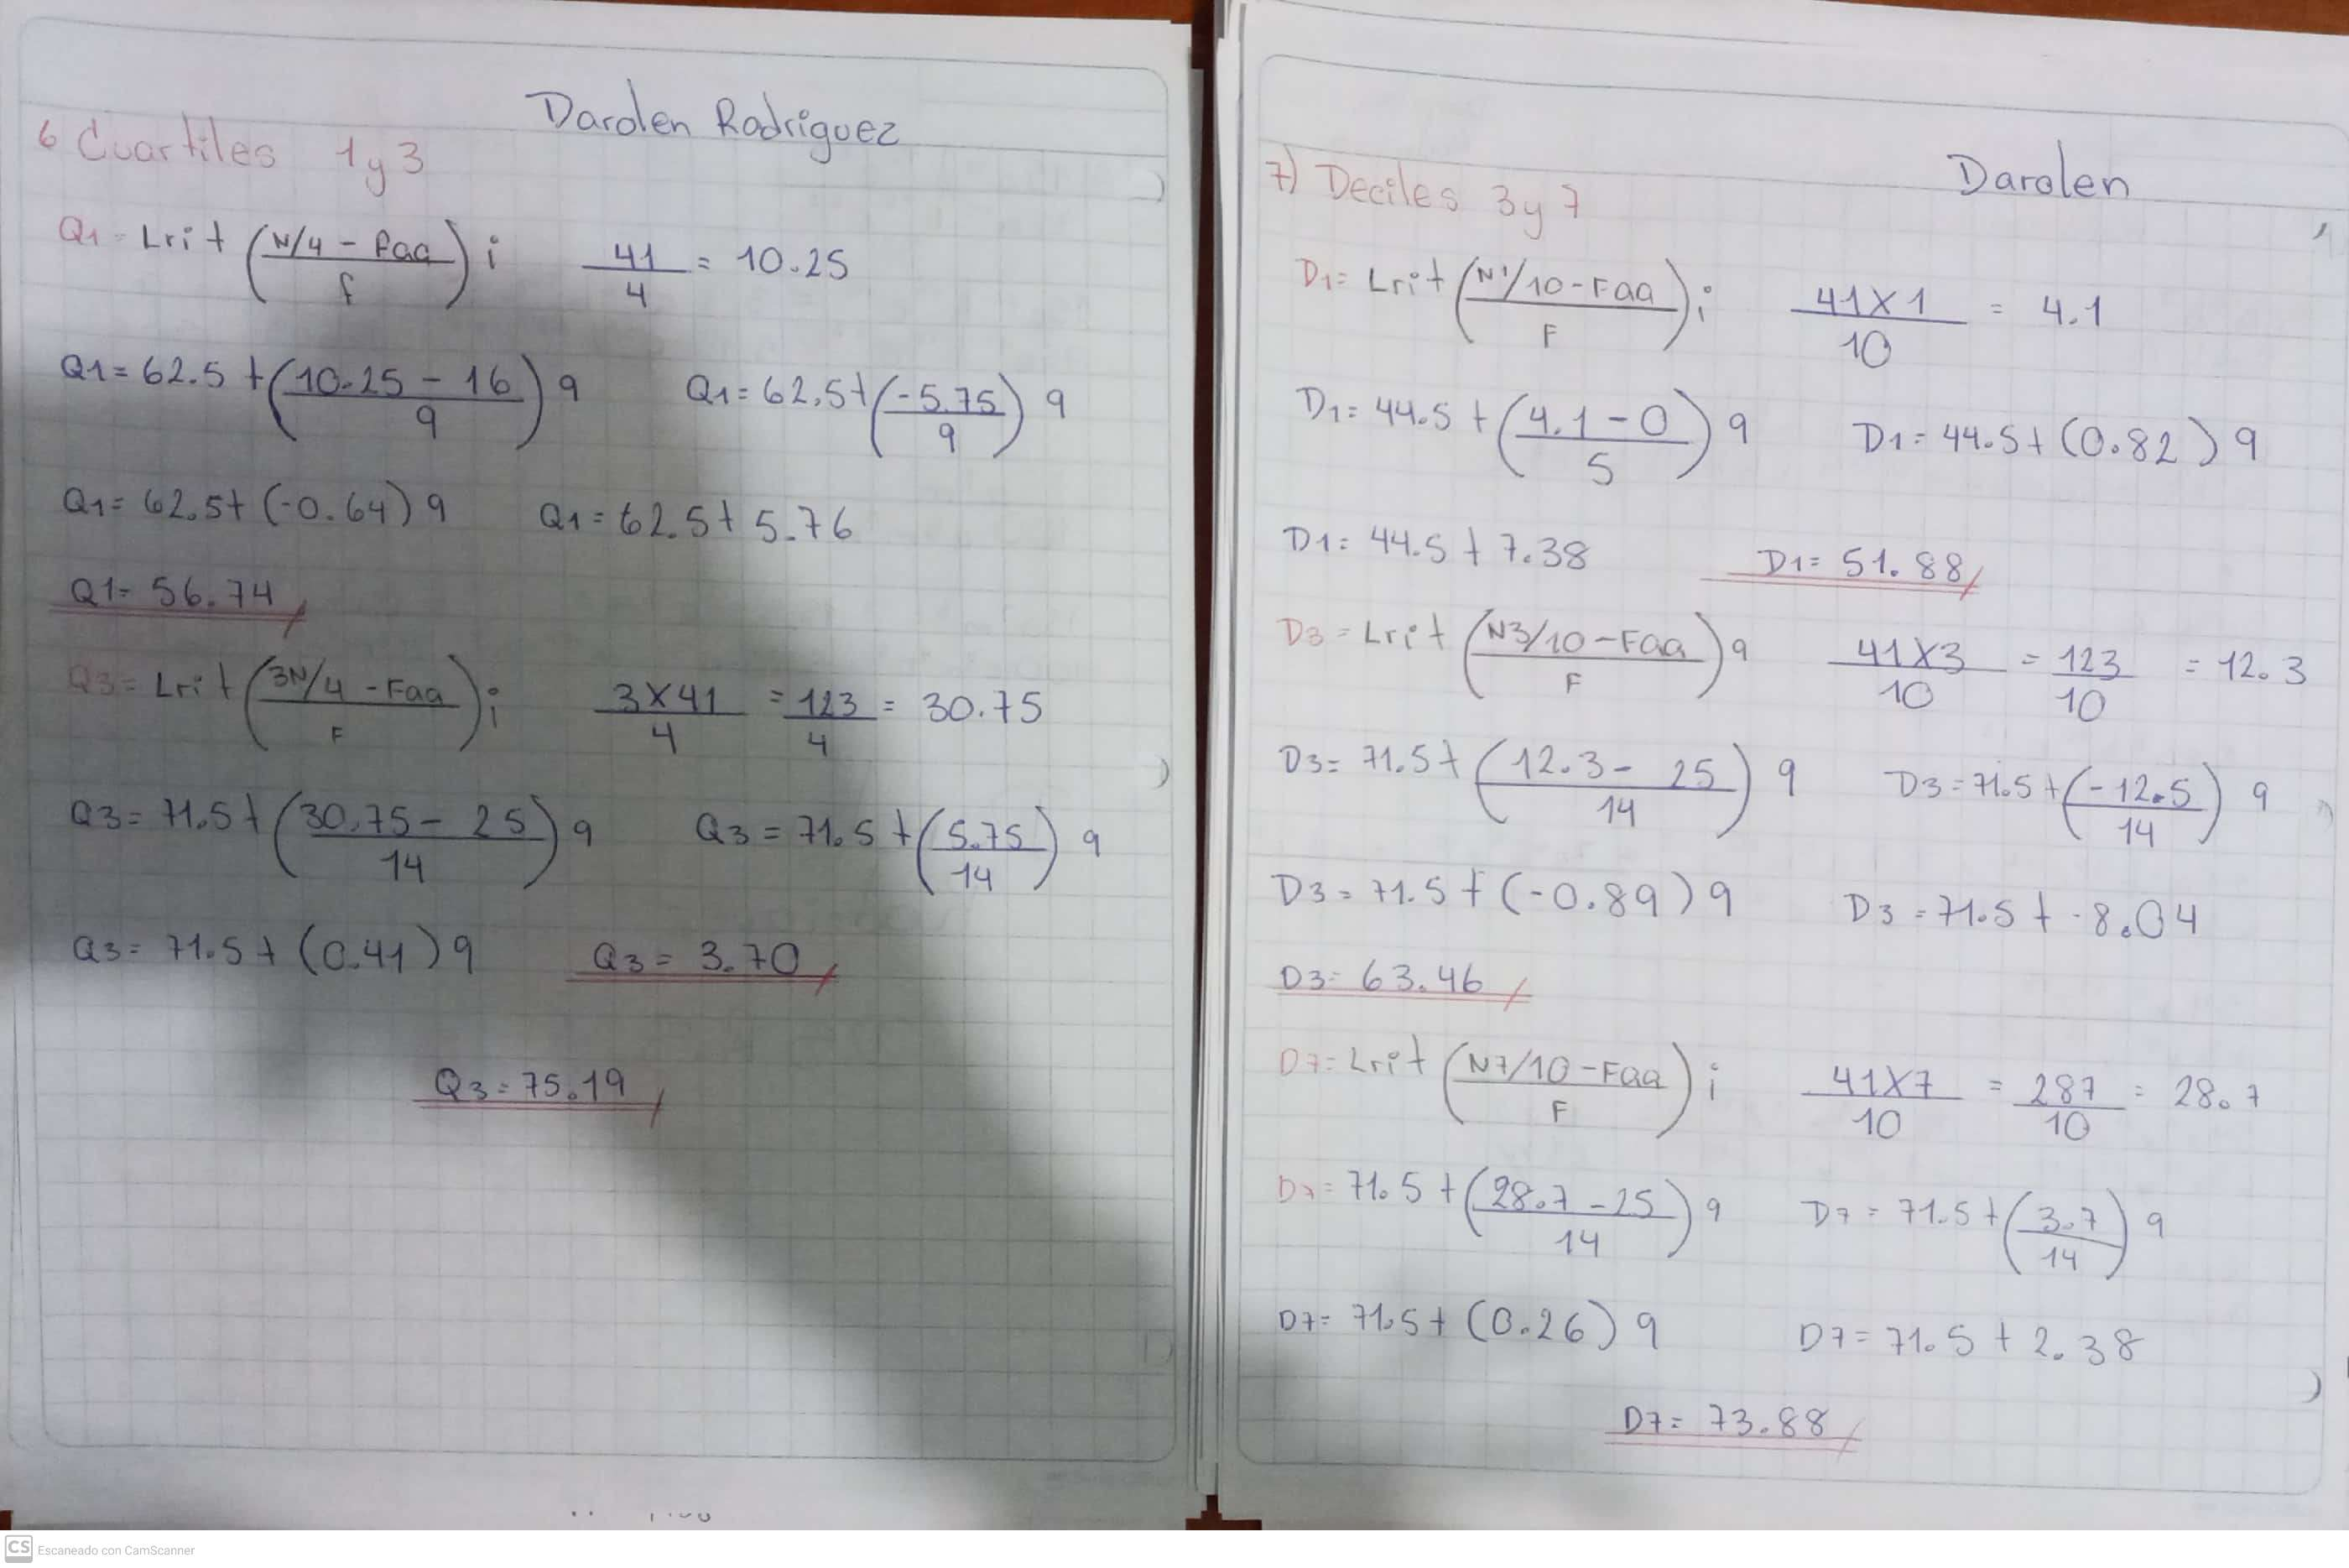 Darolen Rodriguez
6 Cuartiles 1 y 3
Q1 = Lri + (N/4 - faa / f) i    41/4 = 10.25
Q1 = 62.5 + (10.25 - 16 / 9) 9    Q1 = 62.5 + (-5.75 / 9) 9
Q1 = 62.5 + (-0.64) 9    Q1 = 62.5 + 5.76
Q1 = 56.74
Q3 = Lri + (3N/4 - Faa / F) i    3X41/4 = 123/4 = 30.75
Q3 = 71.5 + (30.75 - 25 / 14) 9    Q3 = 71.5 + (5.75 / 14) 9
Q3 = 71.5 + (0.41) 9    Q3 = 3.70
Q3 = 75.19
Darolen
7) Deciles 3 y 7
D1 = Lri + (N1/10 - Faa / F) i    41X1/10 = 4.1
D1 = 44.5 + (4.1 - 0 / 5) 9    D1 = 44.5 + (0.82) 9
D1 = 44.5 + 7.38    D1 = 51.88
D3 = Lri + (N3/10 - Faa / F) 9    41X3/10 = 123/10 = 12.3
D3 = 71.5 + (12.3 - 25 / 14) 9    D3 = 71.5 + (-12.5 / 14) 9
D3 = 71.5 + (-0.89) 9    D3 = 71.5 + -8.04
D3 = 63.46
D7 = Lri + (N7/10 - Faa / F) i    41X7/10 = 287/10 = 28.7
D7 = 71.5 + (28.7 - 25 / 14) 9    D7 = 71.5 + (3.7 / 14) 9
D7 = 71.5 + (0.26) 9    D7 = 71.5 + 2.38
D7 = 73.88
CS Escaneado con CamScanner